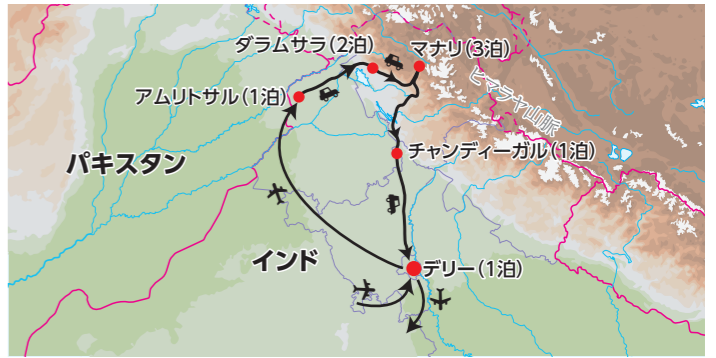 ダラムサラ(2泊)
マナリ(3泊)
アムリトサル(1泊)
ヒマラヤ山脈
パキスタン
チャンディーガル(1泊)
インド
デリー(1泊)